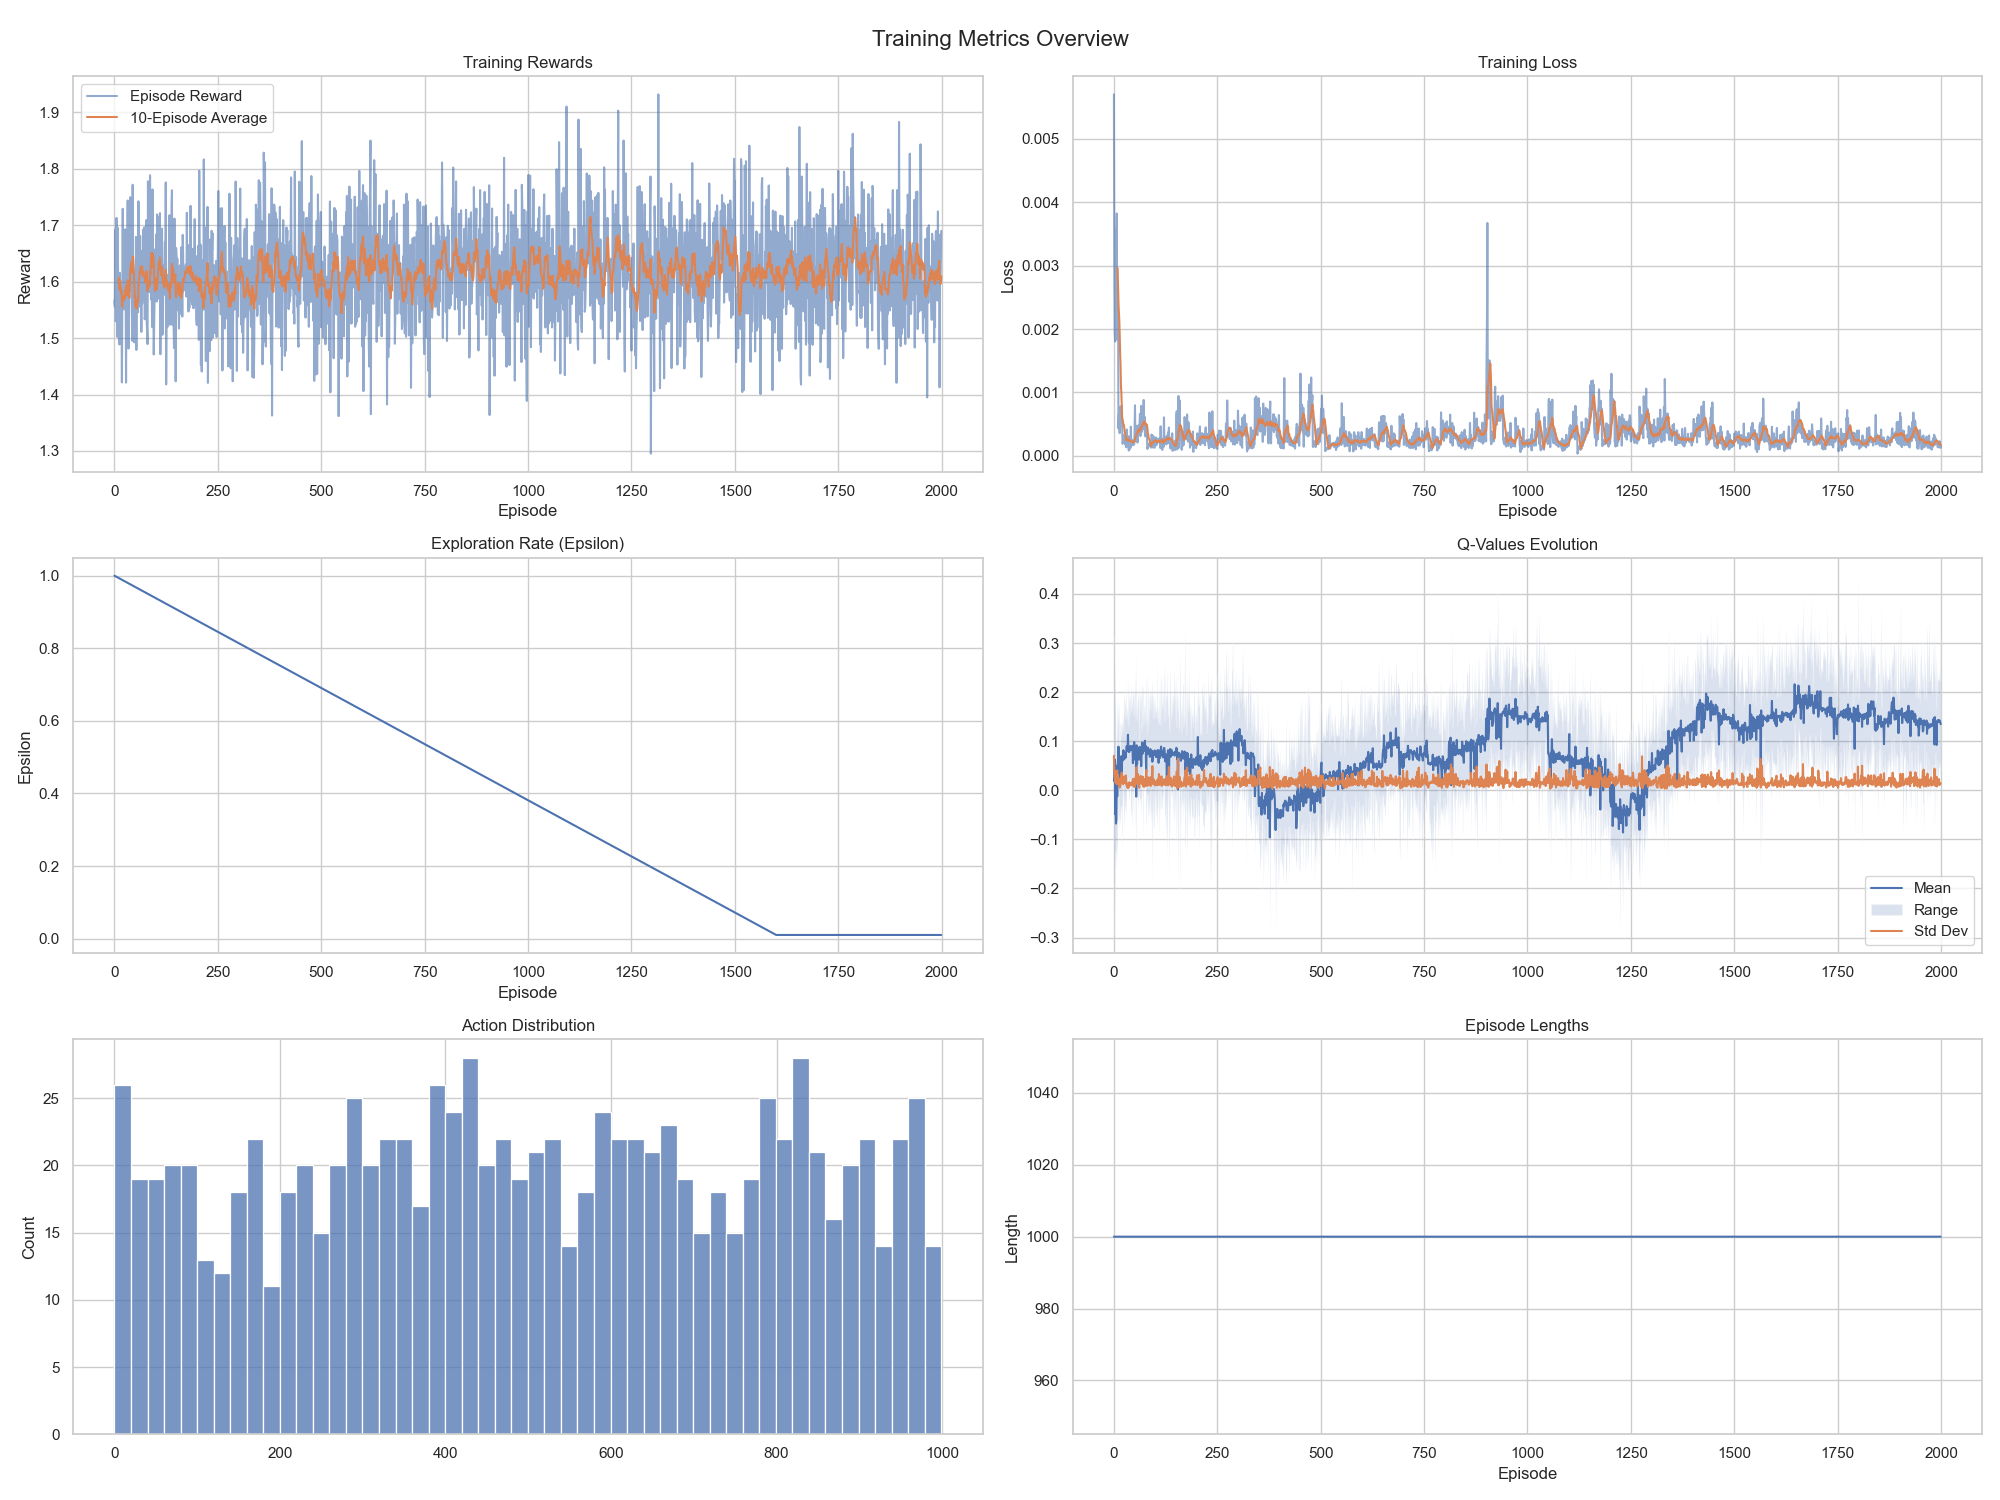 Training Metrics Overview
Training Rewards
Episode Reward
10-Episode Average
1.9
1.8
1.7
1.6
1.5
1.4
1.3
Reward
0 250 500 750 1000 1250 1500 1750 2000
Episode
Training Loss
0.005
0.004
0.003
0.002
0.001
0.000
Loss
0 250 500 750 1000 1250 1500 1750 2000
Episode
Exploration Rate (Epsilon)
1.0
0.8
0.6
0.4
0.2
0.0
Epsilon
0 250 500 750 1000 1250 1500 1750 2000
Episode
Q-Values Evolution
0.4
0.3
0.2
0.1
0.0
−0.1
−0.2
−0.3
Mean
Range
Std Dev
0 250 500 750 1000 1250 1500 1750 2000
Action Distribution
25
20
15
10
5
0
Count
0 200 400 600 800 1000
Episode Lengths
1040
1020
1000
980
960
Length
0 250 500 750 1000 1250 1500 1750 2000
Episode